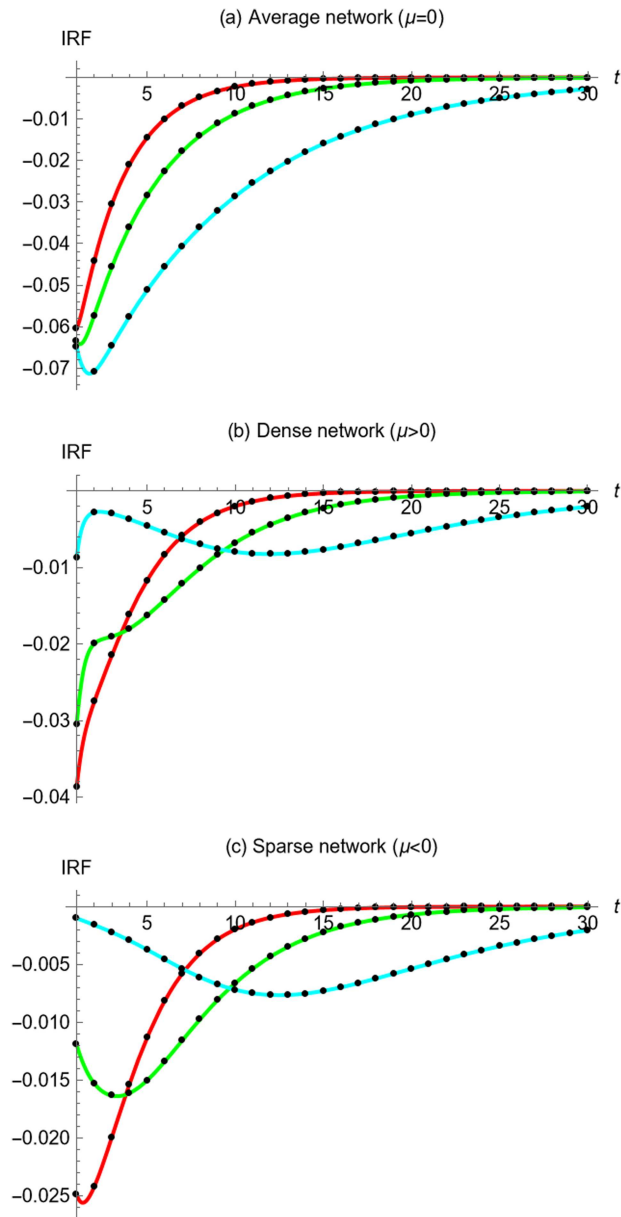 (a) Average network (μ=0)
IRF
5 10 15 20 25 30 t
−0.01
−0.02
−0.03
−0.04
−0.05
−0.06
−0.07
(b) Dense network (μ>0)
IRF
5 10 15 20 25 30 t
−0.01
−0.02
−0.03
−0.04
(c) Sparse network (μ<0)
IRF
5 10 15 20 25 30 t
−0.005
−0.010
−0.015
−0.020
−0.025